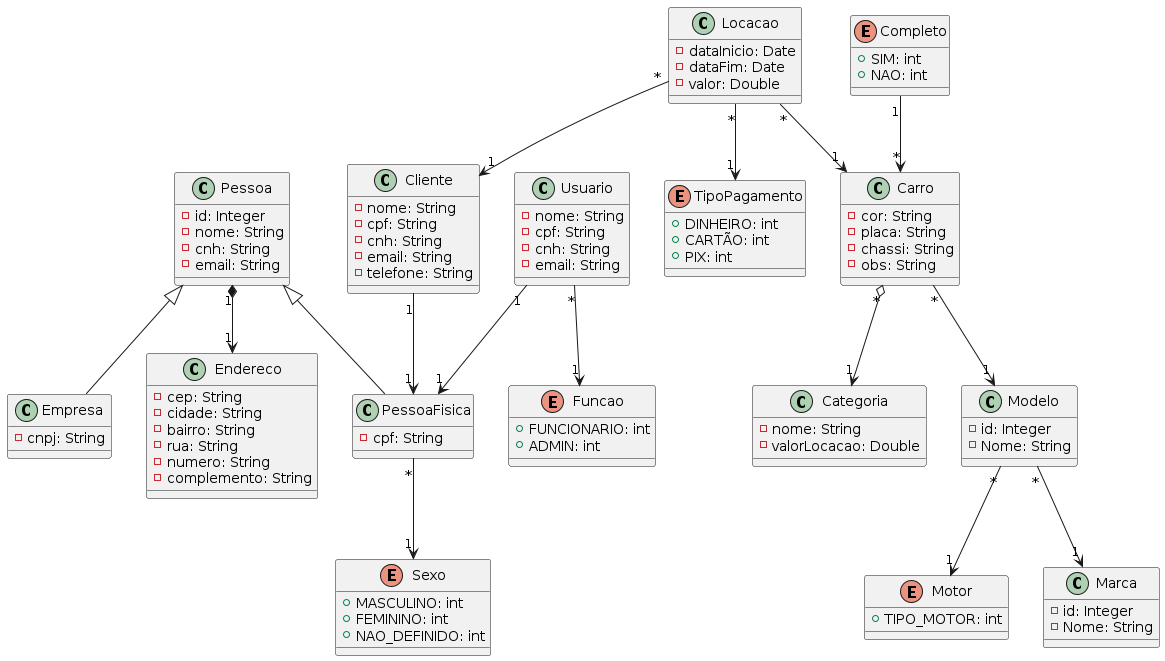 C Locacao
dataInicio: Date
dataFim: Date
valor: Double
E Completo
SIM: int
NAO: int
* 1
* 1
* 1
1 *
C Pessoa
id: Integer
nome: String
cnh: String
email: String
C Cliente
nome: String
cpf: String
cnh: String
email: String
telefone: String
C Usuario
nome: String
cpf: String
cnh: String
email: String
E TipoPagamento
DINHEIRO: int
CARTÃO: int
PIX: int
C Carro
cor: String
placa: String
chassi: String
obs: String
1 1
1 1
1 1
* 1
* 1
* 1
C Empresa
cnpj: String
C Endereco
cep: String
cidade: String
bairro: String
rua: String
numero: String
complemento: String
C PessoaFisica
cpf: String
E Funcao
FUNCIONARIO: int
ADMIN: int
C Categoria
nome: String
valorLocacao: Double
C Modelo
id: Integer
Nome: String
* 1
* 1
* 1
E Sexo
MASCULINO: int
FEMININO: int
NAO_DEFINIDO: int
E Motor
TIPO_MOTOR: int
C Marca
id: Integer
Nome: String